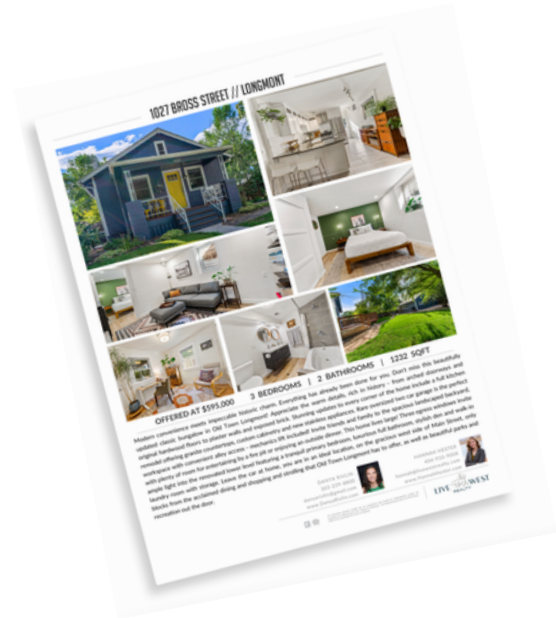 1027 BROSS STREET // LONGMONT
OFFERED AT $595,000 3 BEDROOMS | 2 BATHROOMS | 1232 SQFT
Modern convenience meets impeccable historic charm. Everything has already been done for you. Don't miss this beautifully
updated classic bungalow in Old Town Longmont! Appreciate the warm details, rich in history – from arched doorways and
original hardwood floors to plaster walls and exposed brick. Stunning updates in every corner of the home include a full kitchen
remodel offering granite countertops, custom cabinetry and new stainless appliances. Rare oversized two car garage is the perfect
workspace with convenient alley access – mechanics lift included! Invite friends and family to the spacious landscaped backyard,
with plenty of room for entertaining by a fire pit or enjoying an outside dinner. This home lives large! Three egress windows invite
ample light into the remodeled lower level featuring a tranquil primary bedroom, luxurious full bathroom, stylish den and walk in
laundry room with storage. Leave the car at home, you are in an ideal location, on the gracious west side of Main Street, only
blocks from the acclaimed dining and shopping and strolling that Old Town Longmont has to offer, as well as beautiful parks and
recreation out the door.
LIVE WEST
REALTY